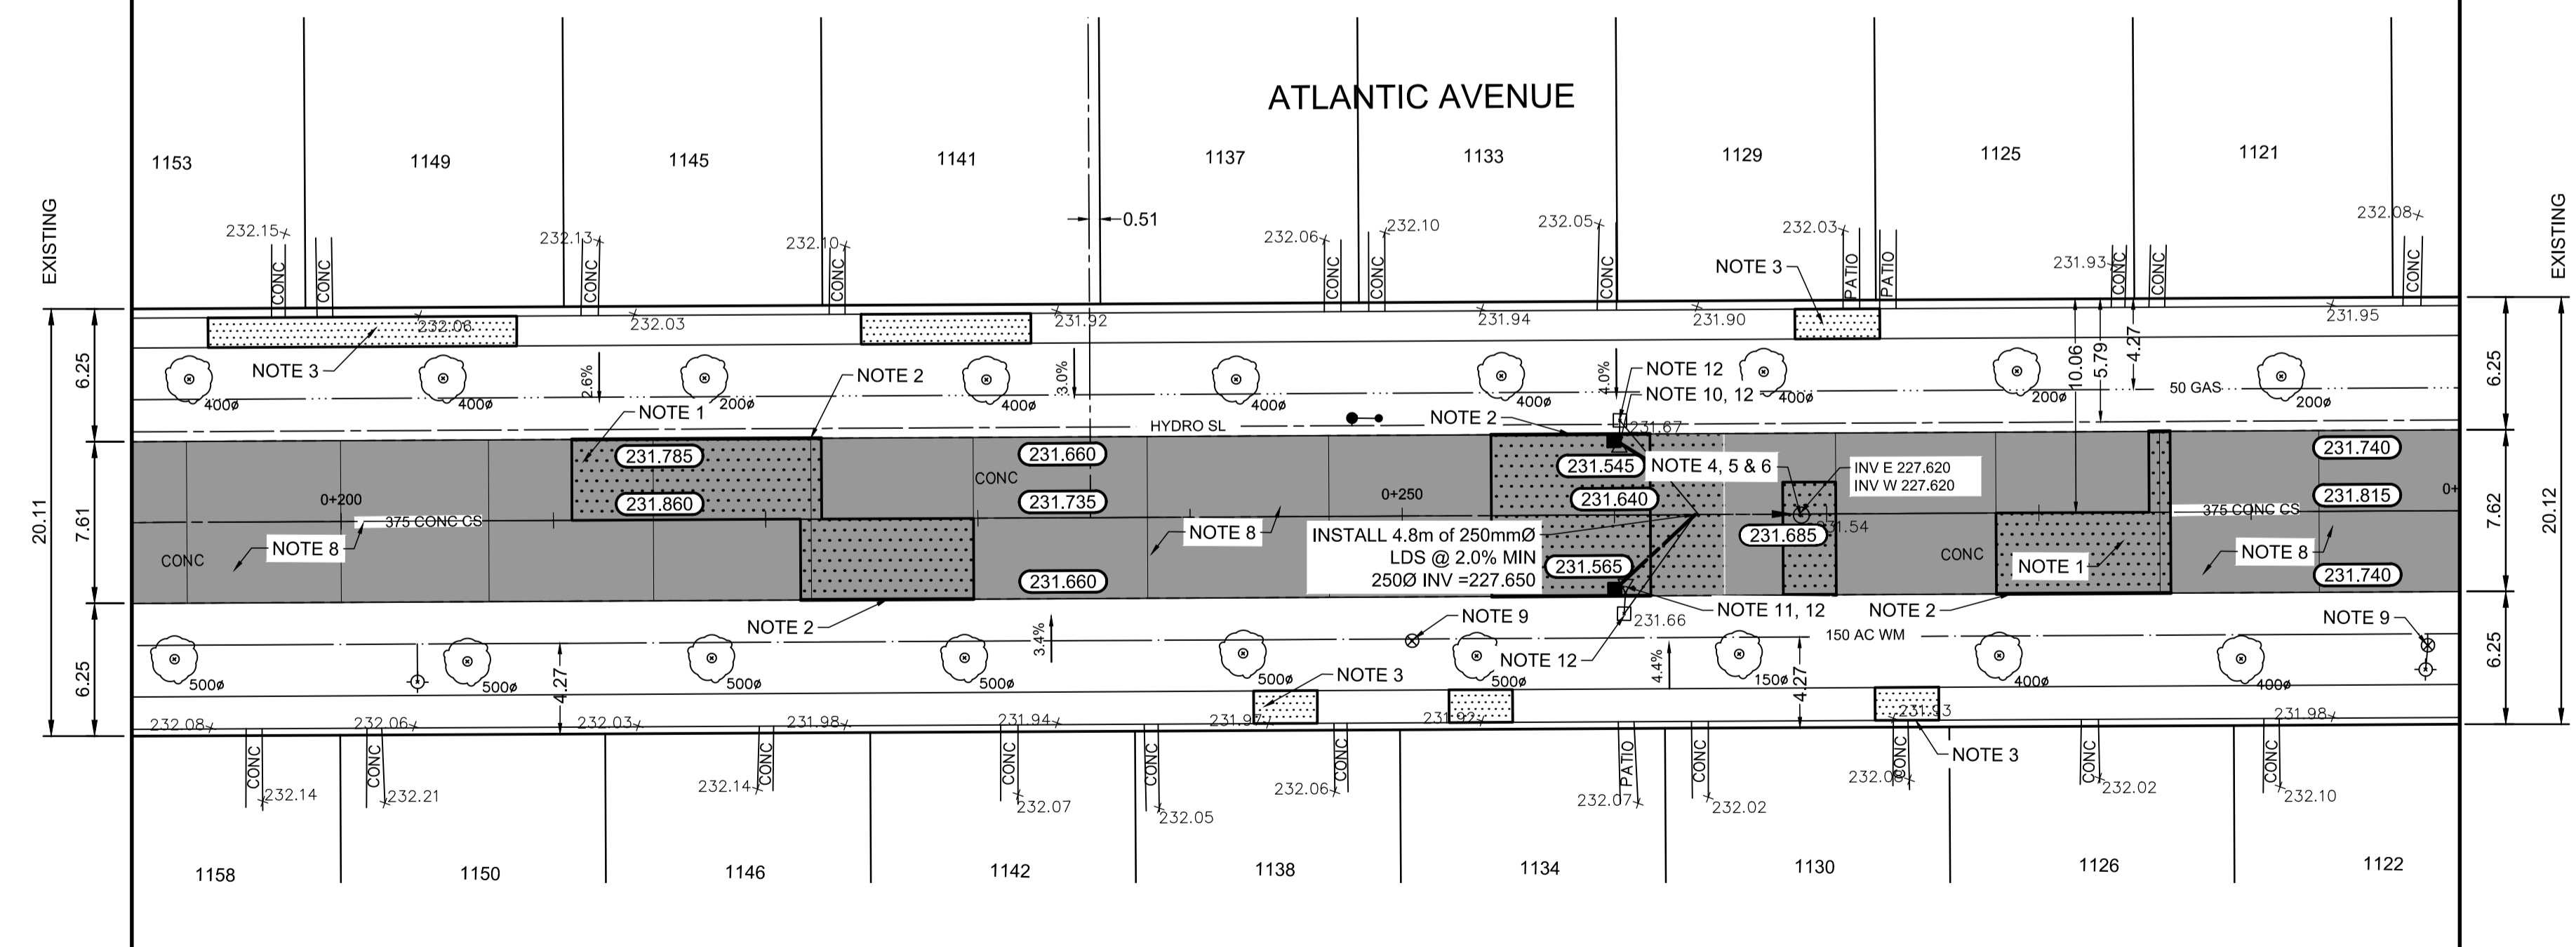 ATLANTIC AVENUE
1153
1149
1145
1141
1137
1133
1129
1125
1121
EXISTING
EXISTING
0.51
232.15
232.13
232.10
232.06
232.10
232.05
232.03
231.93
232.08
CONC
CONC
CONC
CONC
CONC
CONC
CONC
PATIO
PATIO
CONC
CONC
CONC
NOTE 3
232.06
232.03
231.92
231.94
231.90
231.95
NOTE 3
400ø
400ø
200ø
400ø
400ø
400ø
400ø
200ø
200ø
2.6%
3.0%
4.0%
NOTE 2
NOTE 1
NOTE 12
NOTE 10, 12
NOTE 2
10.06
5.79
4.27
50 GAS
HYDRO SL
231.67
6.25
6.25
20.11
7.61
6.25
20.12
7.62
6.25
231.785
231.860
231.660
231.735
231.660
CONC
231.545
231.640
231.565
NOTE 4, 5 & 6
INV E 227.620
INV W 227.620
231.54
231.685
231.740
231.815
231.740
0+200
0+250
0+
375 CONC CS
375 CONC CS
NOTE 8
NOTE 8
NOTE 8
CONC
CONC
NOTE 1
INSTALL 4.8m of 250mmØ
LDS @ 2.0% MIN
250Ø INV =227.650
NOTE 2
NOTE 11, 12
NOTE 2
NOTE 9
NOTE 9
231.66
NOTE 12
150 AC WM
3.4%
4.4%
4.27
4.27
500ø
500ø
500ø
500ø
500ø
500ø
150ø
400ø
400ø
NOTE 3
NOTE 3
232.08
232.06
232.03
231.98
231.94
231.97
231.92
231.93
231.98
CONC
CONC
CONC
CONC
CONC
CONC
PATIO
CONC
CONC
CONC
CONC
232.14
232.21
232.14
232.07
232.05
232.06
232.07
232.02
232.02
232.10
1158
1150
1146
1142
1138
1134
1130
1126
1122